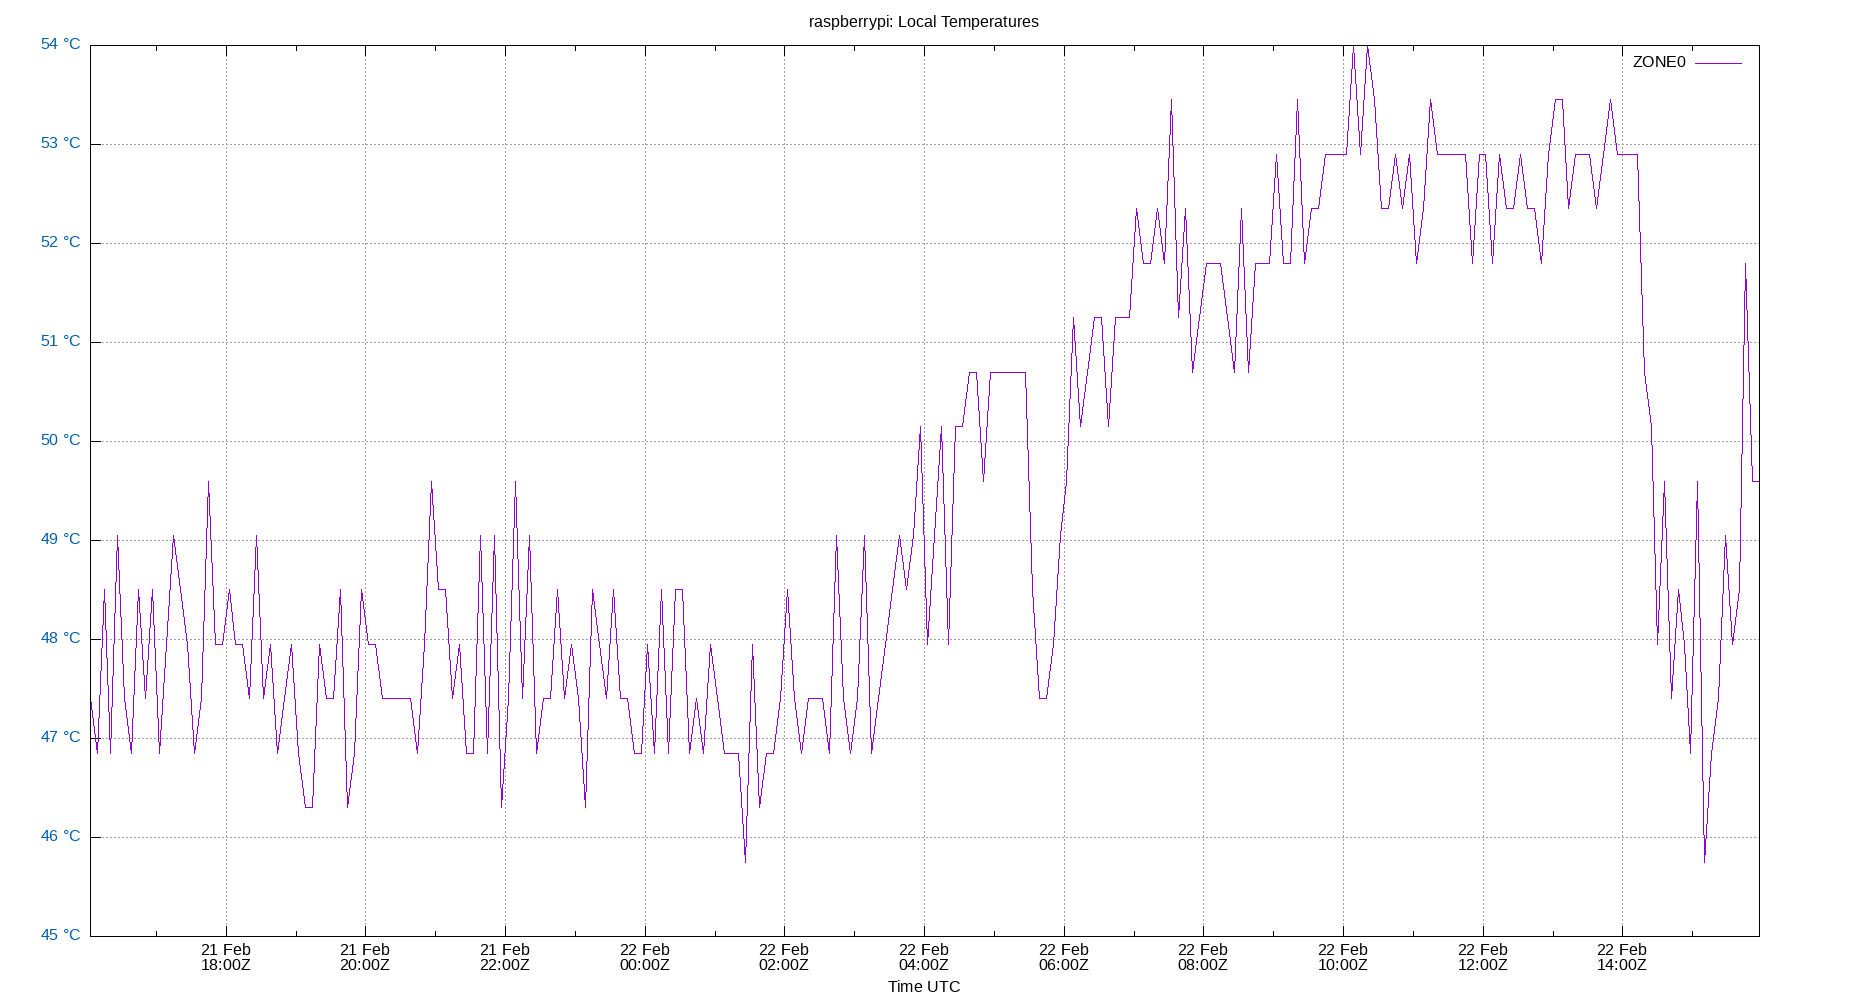 raspberrypi: Local Temperatures
54 °C
ZONE0
53 °C
52 °C
51 °C
50 °C
49 °C
48 °C
47 °C
46 °C
45 °C
21 Feb 21 Feb 21 Feb 22 Feb 22 Feb 22 Feb 22 Feb 22 Feb 22 Feb 22 Feb 22 Feb
18:00Z 20:00Z 22:00Z 00:00Z 02:00Z 04:00Z 06:00Z 08:00Z 10:00Z 12:00Z 14:00Z
Time UTC